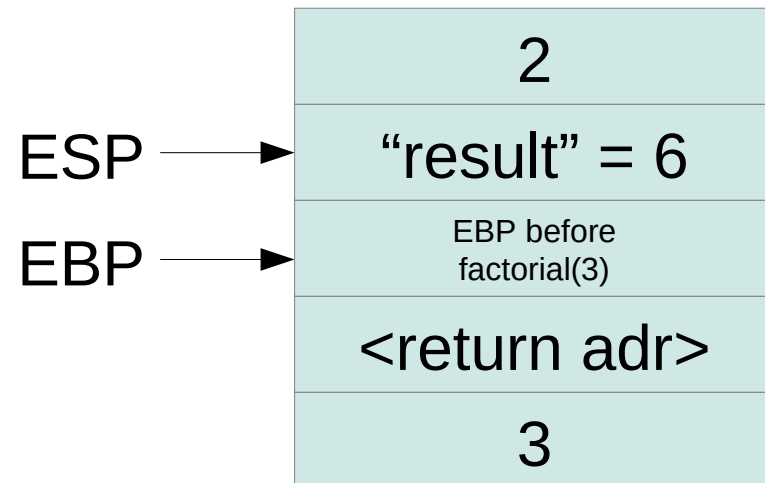 2
ESP
“result” = 6
EBP
EBP before
factorial(3)
<return adr>
3